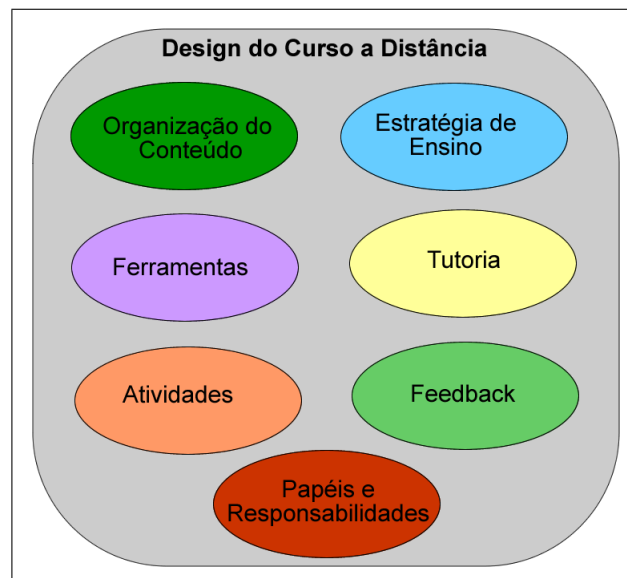 Design do Curso a Distância
Organização do
Conteúdo
Estratégia de
Ensino
Ferramentas
Tutoria
Atividades
Feedback
Papéis e
Responsabilidades